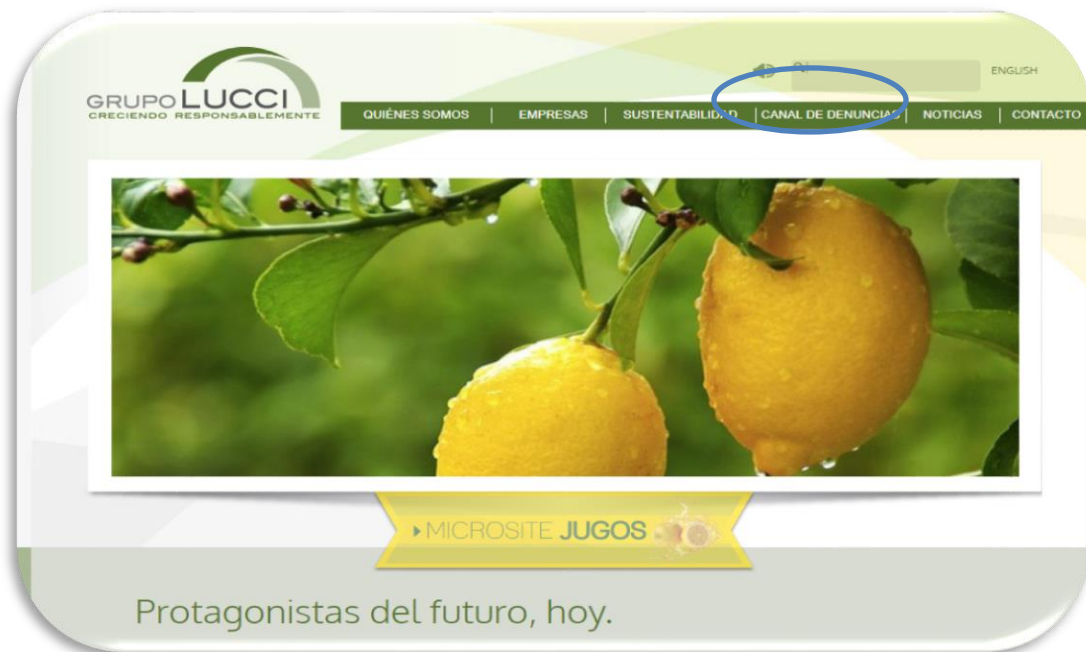 GRUPO LUCCI
CRECIENDO RESPONSABLEMENTE
ENGLISH
QUIÉNES SOMOS | EMPRESAS | SUSTENTABILIDAD | CANAL DE DENUNCIAS | NOTICIAS | CONTACTO
MICROSITE JUGOS
Protagonistas del futuro, hoy.